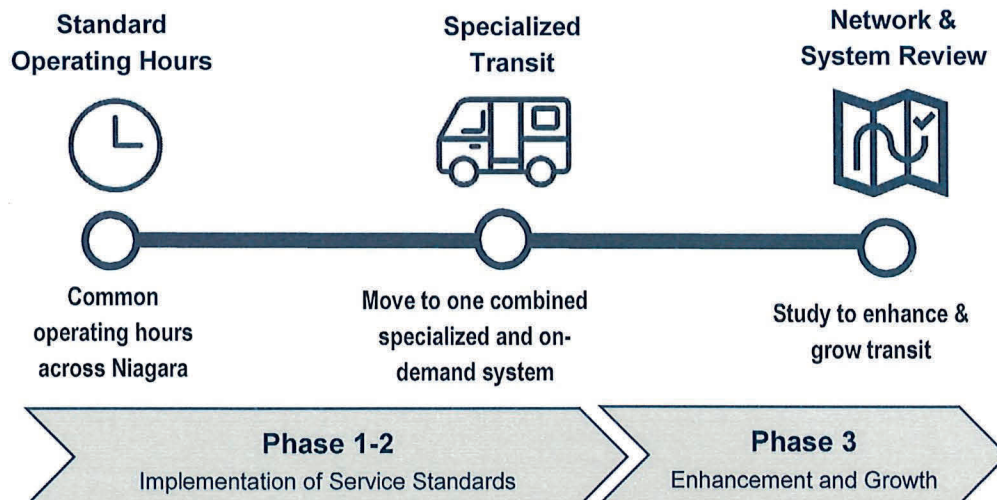 Standard
Operating Hours
Specialized
Transit
Network &
System Review
Common
operating hours
across Niagara
Move to one combined
specialized and on-
demand system
Study to enhance &
grow transit
Phase 1-2
Implementation of Service Standards
Phase 3
Enhancement and Growth